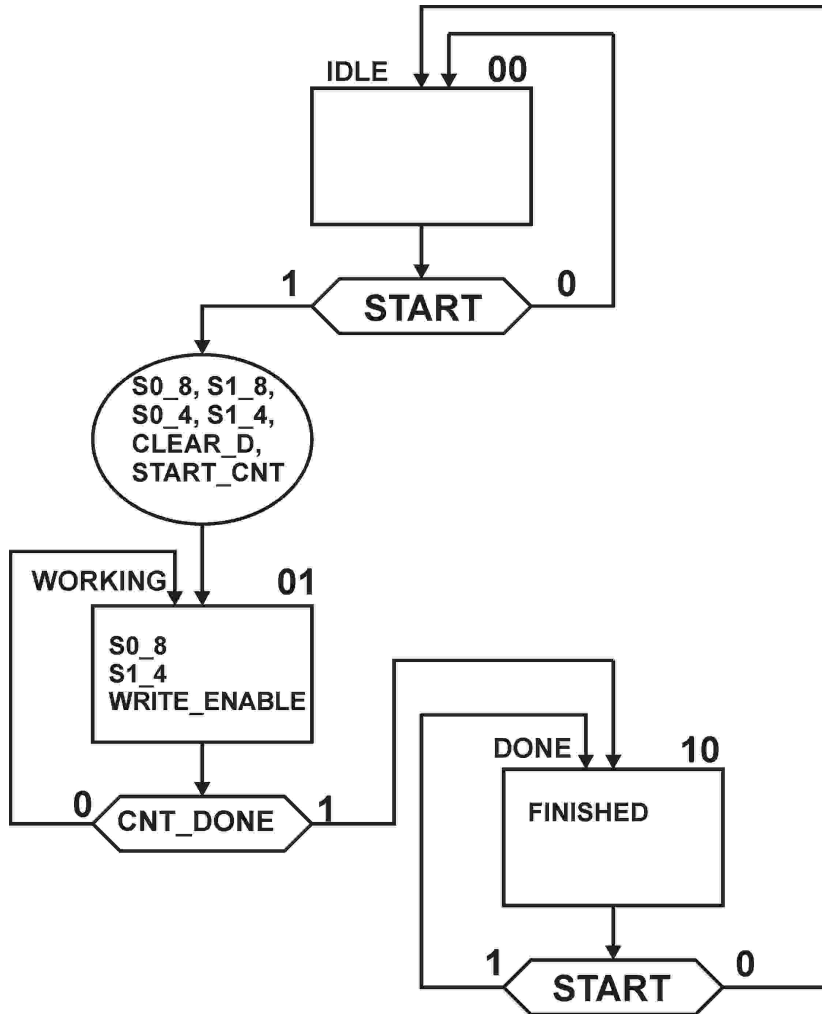 IDLE 00
START
1
0
S0_8, S1_8,
S0_4, S1_4,
CLEAR_D,
START_CNT
WORKING 01
S0_8
S1_4
WRITE_ENABLE
CNT_DONE
0
1
DONE 10
FINISHED
START
1
0